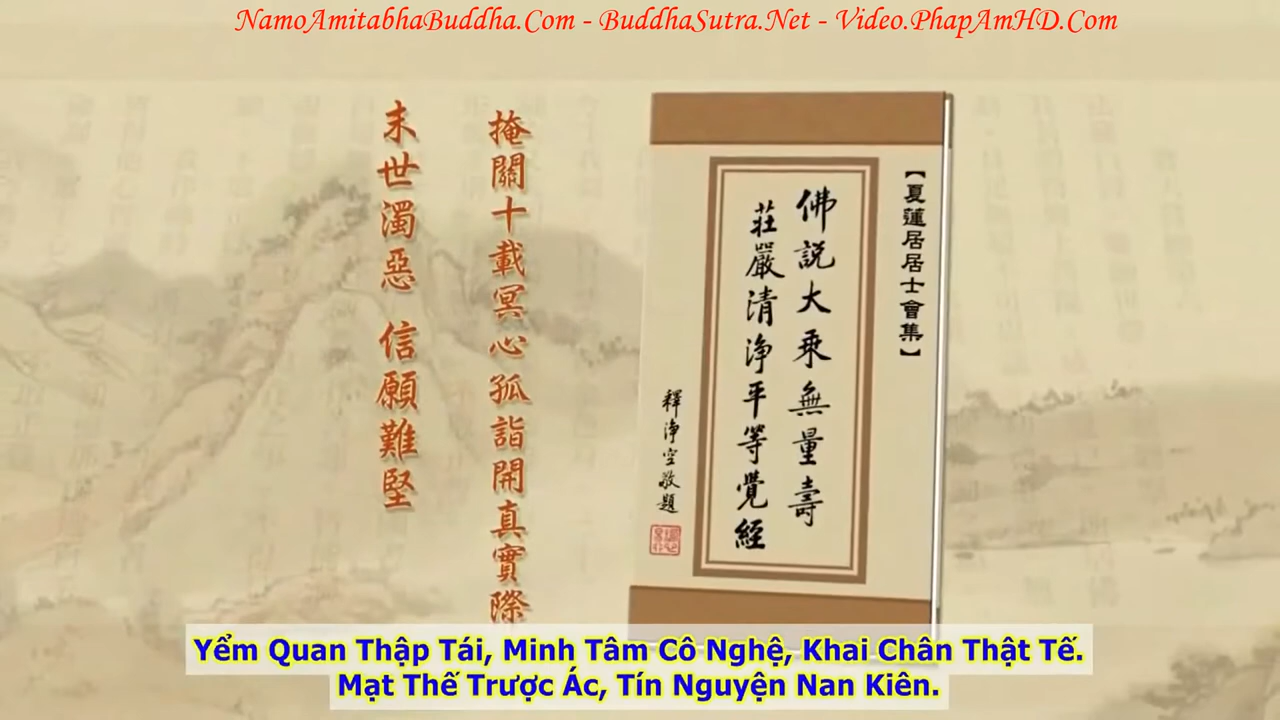 NamoAmitabhaBuddha.Com - BuddhaSutra.Net - Video.PhapAmHD.Com
【夏蓮居居士會集】
佛説大乘無量壽
莊嚴清淨平等覺經
釋淨空敬題
掩關十載冥心孤詣開真實際
末世濁惡 信願難堅
Yểm Quan Thập Tái, Minh Tâm Cô Nghệ, Khai Chân Thật Tế.
Mạt Thế Trược Ác, Tín Nguyện Nan Kiên.